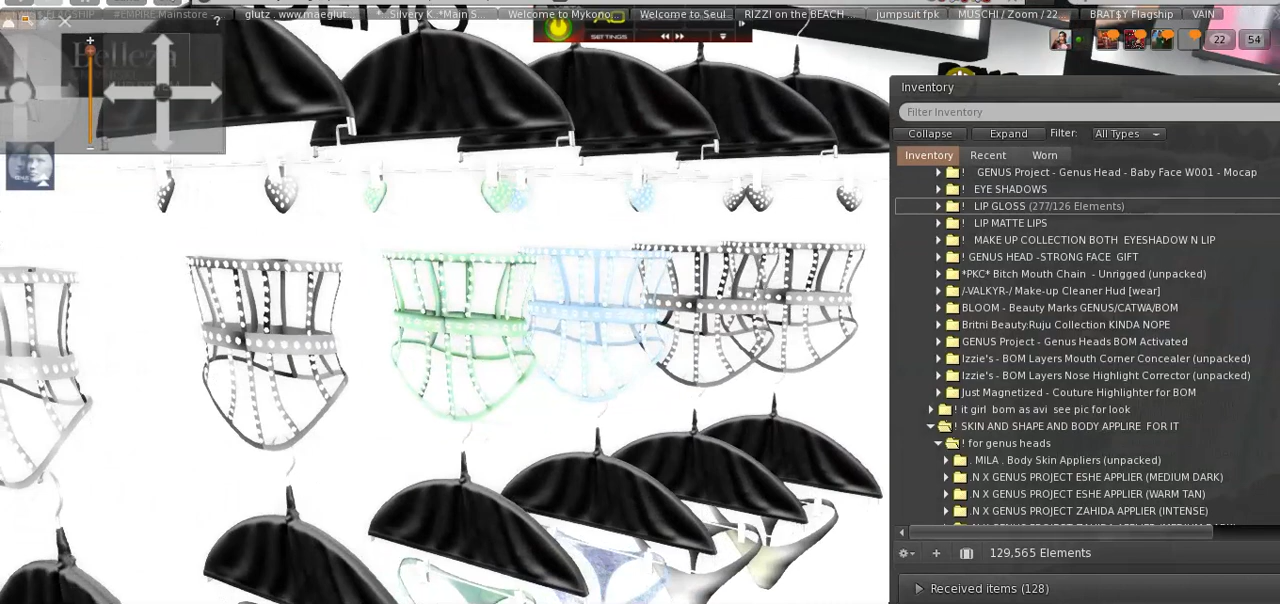 #EMPIRE Mainstore
glutz . www.maeglut...
*. Silvery K .*Main S...
Welcome to Mykono...
Welcome to Seul
RIZZI on the BEACH ...
jumpsuit fpk
MUSCHI / Zoom / 22...
BRAT$Y Flagship
VAIN
?
Belleza
SETTINGS
22
54
Inventory
Filter Inventory
Collapse Expand Filter: All Types
Inventory Recent Worn
! GENUS Project - Genus Head - Baby Face W001 - Mocap
! EYE SHADOWS
! LIP GLOSS (277/126 Elements)
! LIP MATTE LIPS
! MAKE UP COLLECTION BOTH EYESHADOW N LIP
! GENUS HEAD -STRONG FACE GIFT
*PKC* Bitch Mouth Chain - Unrigged (unpacked)
/-VALKYR-/ Make-up Cleaner Hud [wear]
BLOOM - Beauty Marks GENUS/CATWA/BOM
Britni Beauty:Ruju Collection KINDA NOPE
GENUS Project - Genus Heads BOM Activated
Izzie's - BOM Layers Mouth Corner Concealer (unpacked)
Izzie's - BOM Layers Nose Highlight Corrector (unpacked)
Just Magnetized - Couture Highlighter for BOM
! it girl bom as avi see pic for look
! SKIN AND SHAPE AND BODY APPLIRE FOR IT
! for genus heads
. MILA . Body Skin Appliers (unpacked)
.N X GENUS PROJECT ESHE APPLIER (MEDIUM DARK)
.N X GENUS PROJECT ESHE APPLIER (WARM TAN)
.N X GENUS PROJECT ZAHIDA APPLIER (INTENSE)
129,565 Elements
Received items (128)